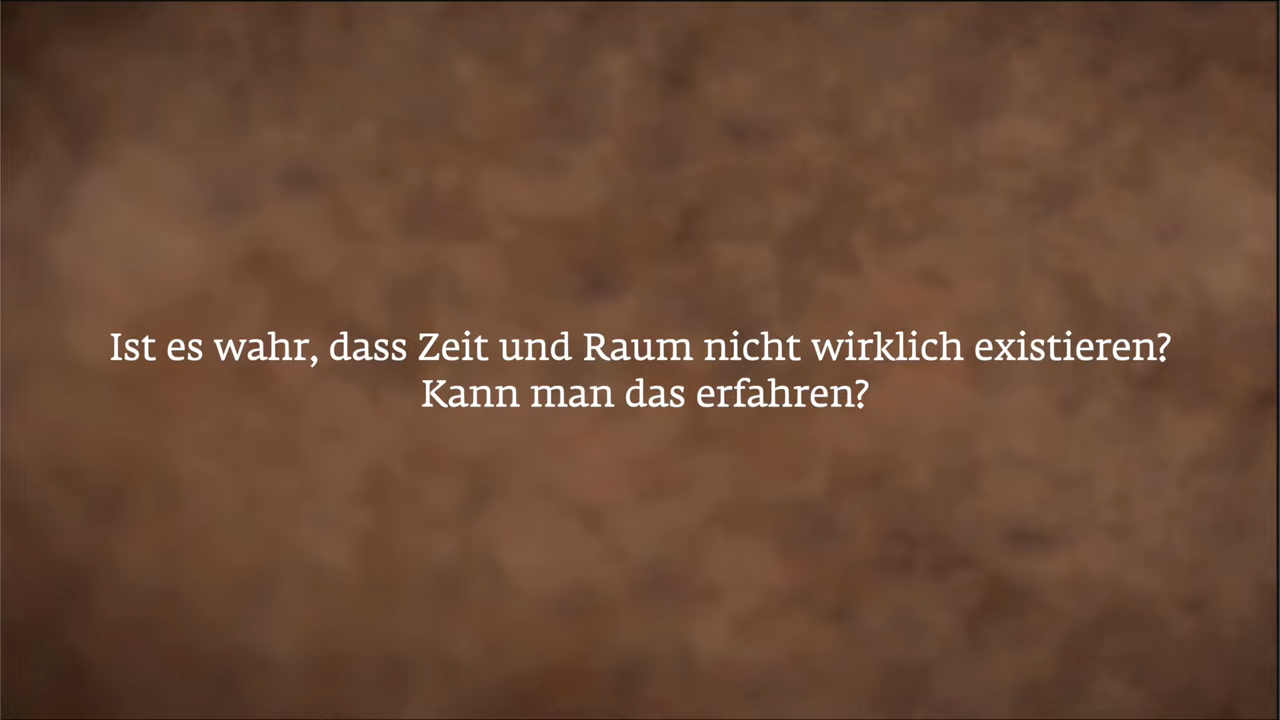 Ist es wahr, dass Zeit und Raum nicht wirklich existieren?
Kann man das erfahren?